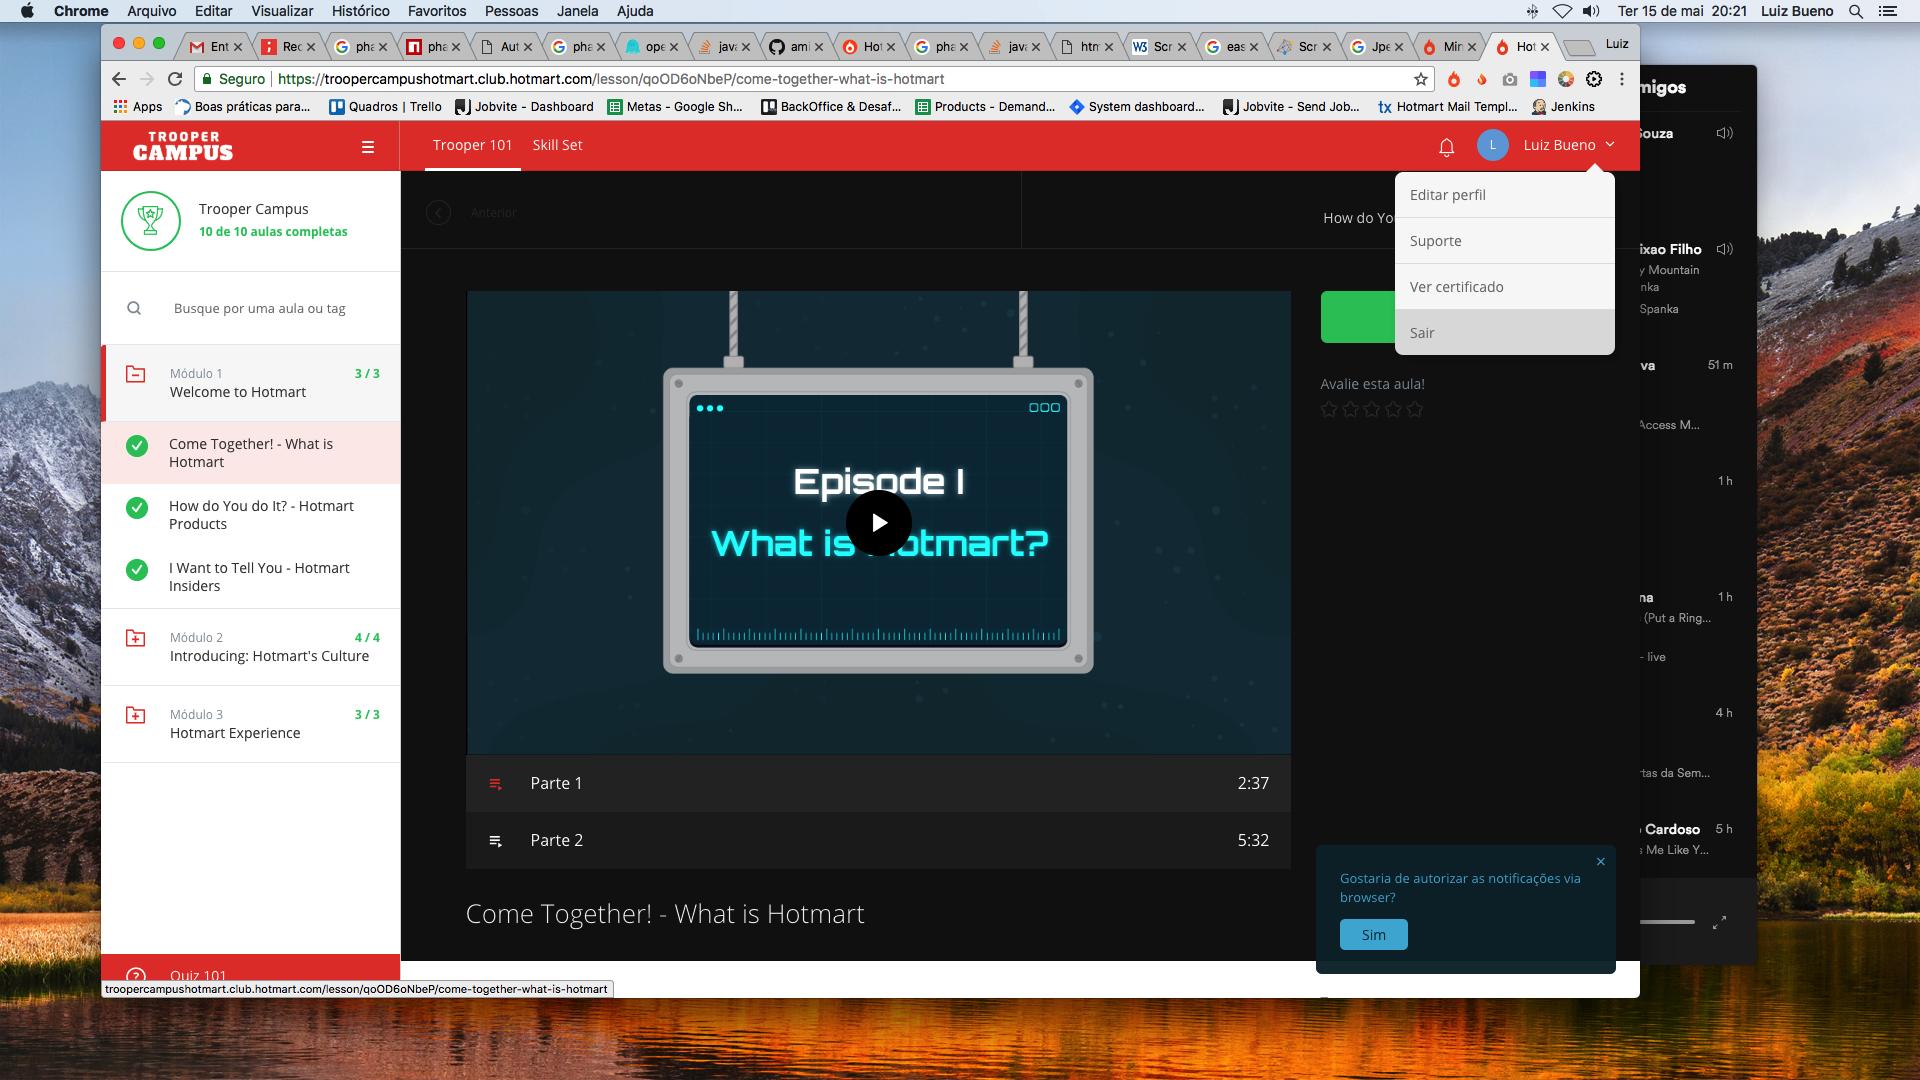 Chrome Arquivo Editar Visualizar Histórico Favoritos Pessoas Janela Ajuda Ter 15 de mai 20:21 Luiz Bueno
Ent Rec pha pha Aut pha ope java ami Hot pha java htm Scr eas Scr Jpe Min Hot Luiz
Seguro https://troopercampushotmart.club.hotmart.com/lesson/qoOD6oNbeP/come-together-what-is-hotmart
Apps Boas práticas para... Quadros | Trello Jobvite - Dashboard Metas - Google Sh... BackOffice & Desaf... Products - Demand... System dashboard... Jobvite - Send Job... tx Hotmart Mail Templ... Jenkins
TROOPER
CAMPUS
Trooper 101 Skill Set
L Luiz Bueno
Editar perfil
Suporte
Ver certificado
Sair
Trooper Campus
10 de 10 aulas completas
Busque por uma aula ou tag
Módulo 1 3 / 3
Welcome to Hotmart
Come Together! - What is
Hotmart
How do You do It? - Hotmart
Products
I Want to Tell You - Hotmart
Insiders
Módulo 2 4 / 4
Introducing: Hotmart's Culture
Módulo 3 3 / 3
Hotmart Experience
Quiz 101
troopercampushotmart.club.hotmart.com/lesson/qoOD6oNbeP/come-together-what-is-hotmart
Anterior
How do Yo
Episode I
What is Hotmart?
Avalie esta aula!
Parte 1 2:37
Parte 2 5:32
Come Together! - What is Hotmart
Gostaria de autorizar as notificações via
browser?
Sim
migos
Souza
ixao Filho
y Mountain
nka
Spanka
va 51 m
Access M...
1 h
na 1 h
(Put a Ring...
- live
4 h
rtas da Sem...
Cardoso 5 h
s Me Like Y...